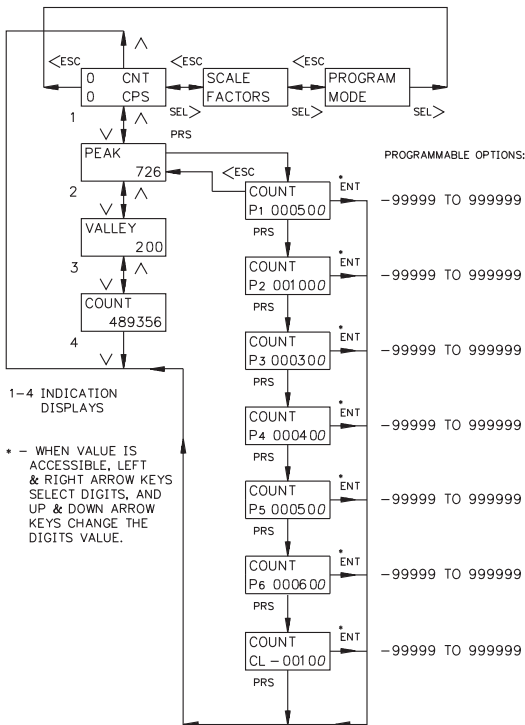 <ESC
<ESC
<ESC
0 CNT
0 CPS
SCALE
FACTORS
PROGRAM
MODE
SEL>
SEL>
SEL>
1
PRS
PEAK
726
<ESC
2
VALLEY
200
3
COUNT
489356
4
1-4 INDICATION
DISPLAYS
* - WHEN VALUE IS
ACCESSIBLE, LEFT
& RIGHT ARROW KEYS
SELECT DIGITS, AND
UP & DOWN ARROW
KEYS CHANGE THE
DIGITS VALUE.
PROGRAMMABLE OPTIONS:
COUNT
P1 000500
*ENT
-99999 TO 999999
PRS
COUNT
P2 001000
*ENT
-99999 TO 999999
PRS
COUNT
P3 000300
*ENT
-99999 TO 999999
PRS
COUNT
P4 000400
*ENT
-99999 TO 999999
PRS
COUNT
P5 000500
*ENT
-99999 TO 999999
PRS
COUNT
P6 000600
*ENT
-99999 TO 999999
PRS
COUNT
CL -00100
*ENT
-99999 TO 999999
PRS